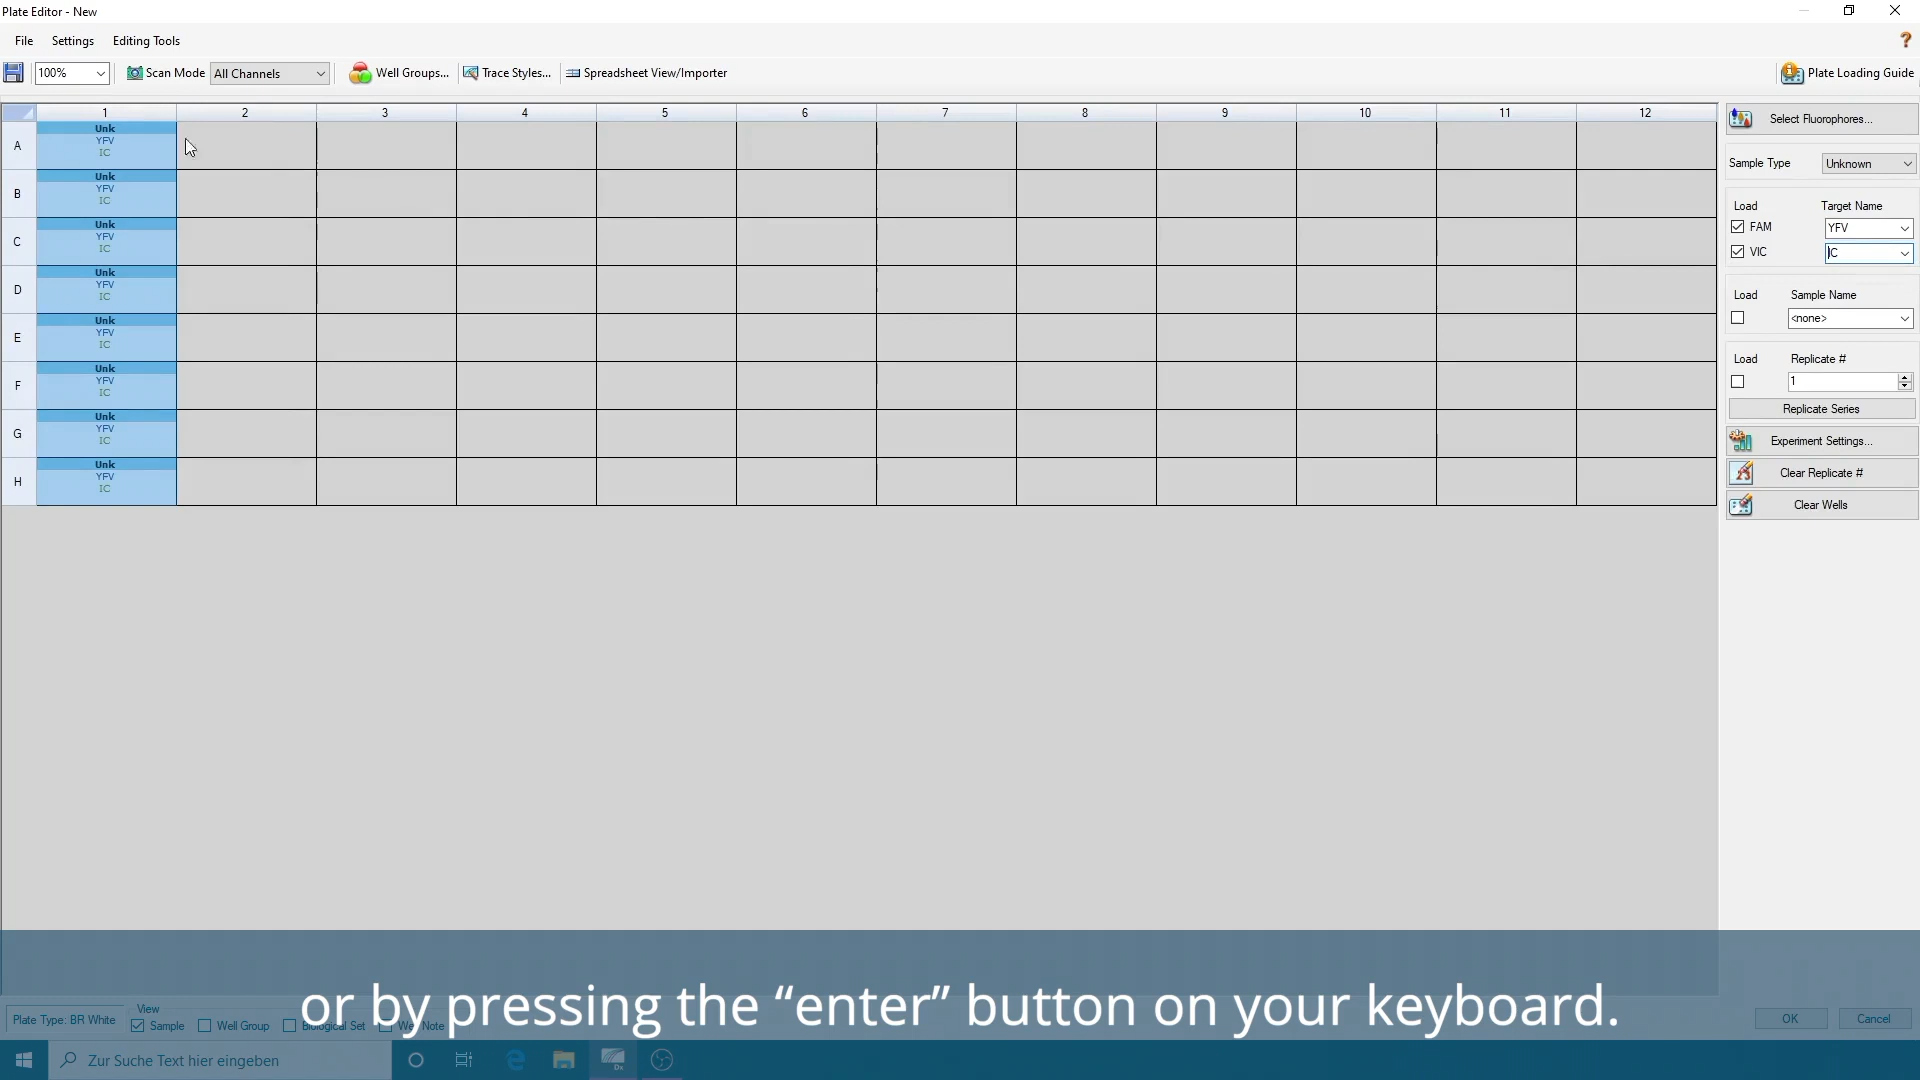 Plate Editor - New
File Settings Editing Tools ?
100% Scan Mode All Channels Well Groups... Trace Styles... Spreadsheet View/Importer Plate Loading Guide
1 2 3 4 5 6 7 8 9 10 11 12
A
Unk
YFV
IC
B
Unk
YFV
IC
C
Unk
YFV
IC
D
Unk
YFV
IC
E
Unk
YFV
IC
F
Unk
YFV
IC
G
Unk
YFV
IC
H
Unk
YFV
IC
Select Fluorophores...
Sample Type Unknown
Load Target Name
FAM YFV
VIC IC
Load Sample Name
<none>
Load Replicate #
1
Replicate Series
Experiment Settings...
Clear Replicate #
Clear Wells
or by pressing the “enter” button on your keyboard.
Plate Type: BR White
View
Sample Well Group Biological Set Well Note
OK Cancel
Zur Suche Text hier eingeben
Dx